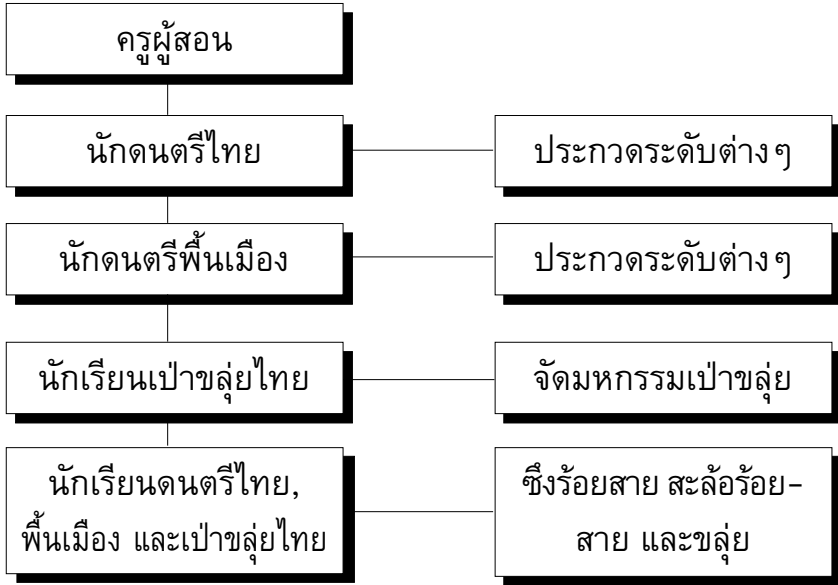 ครูผู้สอน
นักดนตรีไทย
ประกวดระดับต่างๆ
นักดนตรีพื้นเมือง
ประกวดระดับต่างๆ
นักเรียนเป่าขลุ่ยไทย
จัดมหกรรมเป่าขลุ่ย
นักเรียนดนตรีไทย,
พื้นเมือง และเป่าขลุ่ยไทย
ซึงร้อยสาย สะล้อร้อย-
สาย และขลุ่ย